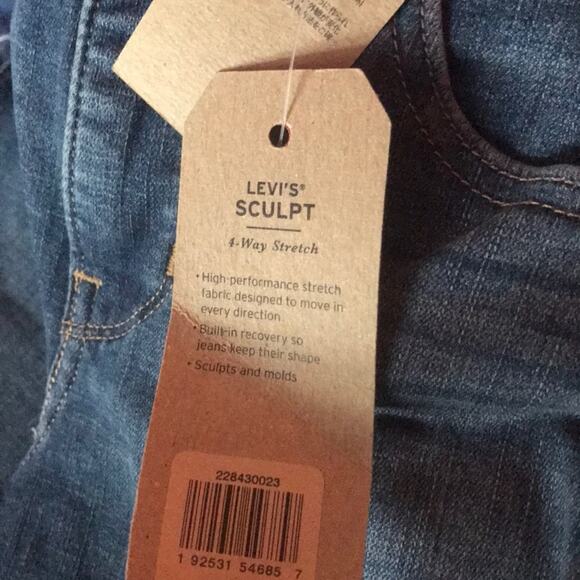 LEVI'S®
SCULPT
4-Way Stretch
• High-performance stretch
fabric designed to move in
every direction
• Built-in recovery so
jeans keep their shape
• Sculpts and molds
228430023
1 92531 54685 7